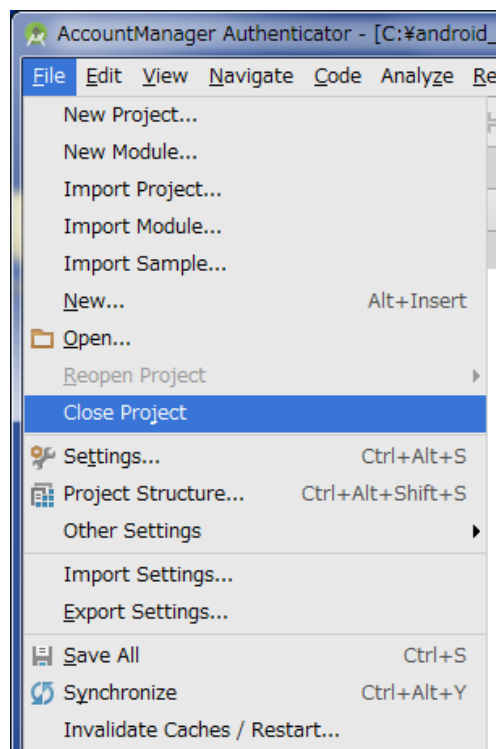 AccountManager Authenticator - [C:¥android_
File Edit View Navigate Code Analyze Re
New Project...
New Module...
Import Project...
Import Module...
Import Sample...
New... Alt+Insert
Open...
Reopen Project
Close Project
Settings... Ctrl+Alt+S
Project Structure... Ctrl+Alt+Shift+S
Other Settings
Import Settings...
Export Settings...
Save All Ctrl+S
Synchronize Ctrl+Alt+Y
Invalidate Caches / Restart...